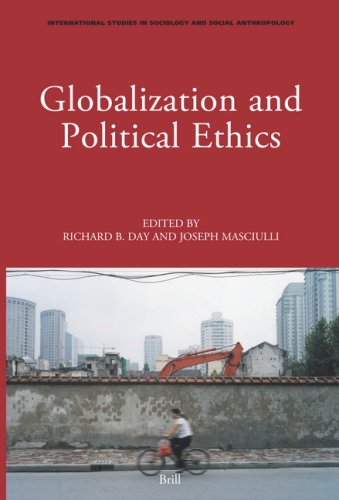 INTERNATIONAL STUDIES IN SOCIOLOGY AND SOCIAL ANTHROPOLOGY
Globalization and
Political Ethics
EDITED BY
RICHARD B. DAY AND JOSEPH MASCIULLI
Brill